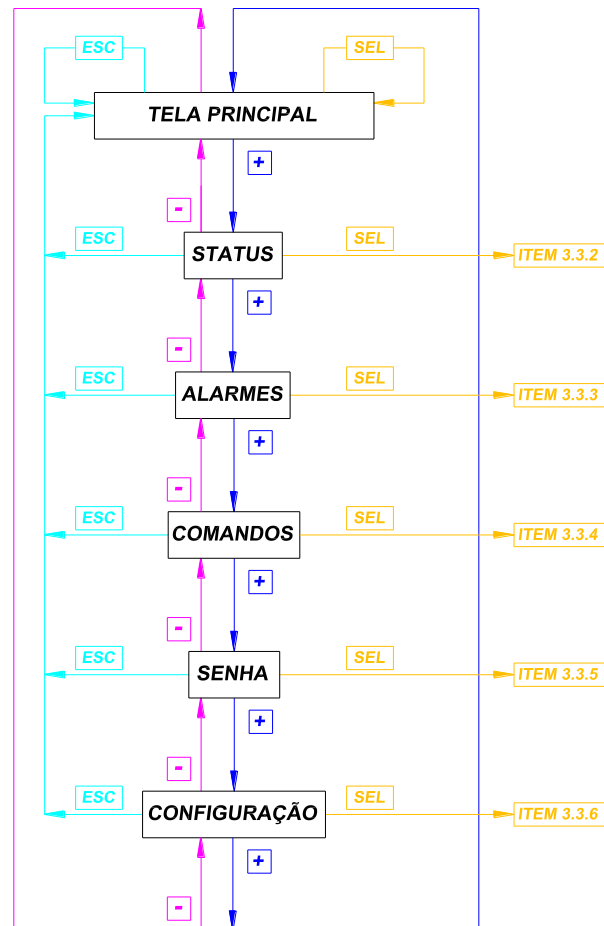 ESC
SEL
TELA PRINCIPAL
+
-
ESC
STATUS
SEL
ITEM 3.3.2
+
-
ESC
ALARMES
SEL
ITEM 3.3.3
+
-
ESC
COMANDOS
SEL
ITEM 3.3.4
+
-
ESC
SENHA
SEL
ITEM 3.3.5
+
-
ESC
CONFIGURAÇÃO
SEL
ITEM 3.3.6
+
-